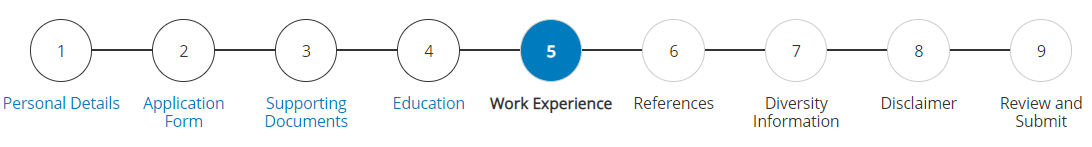 1 2 3 4 5 6 7 8 9
Personal Details Application Supporting Education Work Experience References Diversity Disclaimer Review and
Form Documents Information Submit